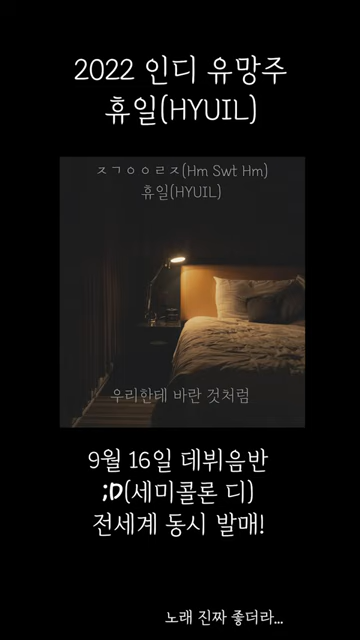 2022 인디 유망주
휴일(HYUIL)
ㅈㄱㅇㅇㄹㅈ(Hm Swt Hm)
휴일(HYUIL)
우리한테 바란 것처럼
9월 16일 데뷔음반
;D(세미콜론 디)
전세계 동시 발매!
노래 진짜 좋더라...